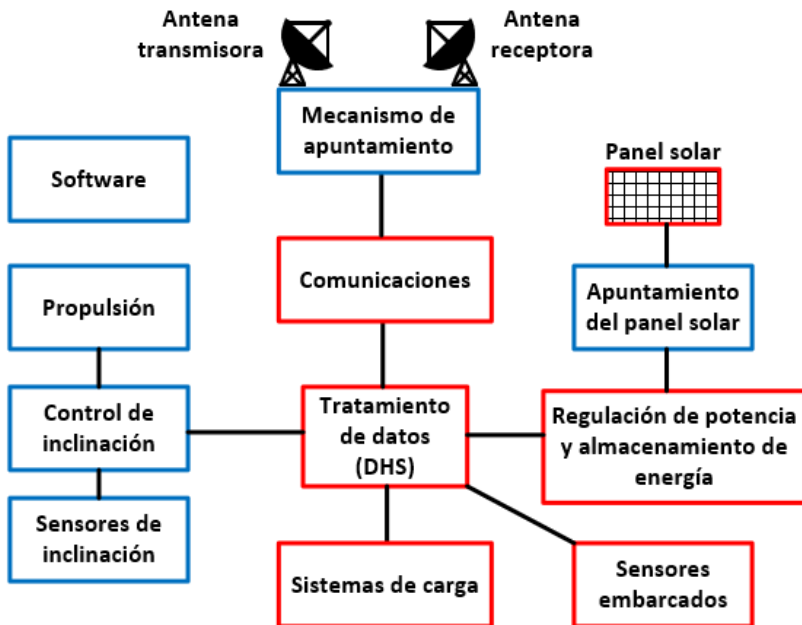 Antena
transmisora
Antena
receptora
Mecanismo de
apuntamiento
Software
Panel solar
Comunicaciones
Propulsión
Apuntamiento
del panel solar
Control de
inclinación
Tratamiento
de datos
(DHS)
Regulación de potencia
y almacenamiento de
energía
Sensores de
inclinación
Sistemas de carga
Sensores
embarcados